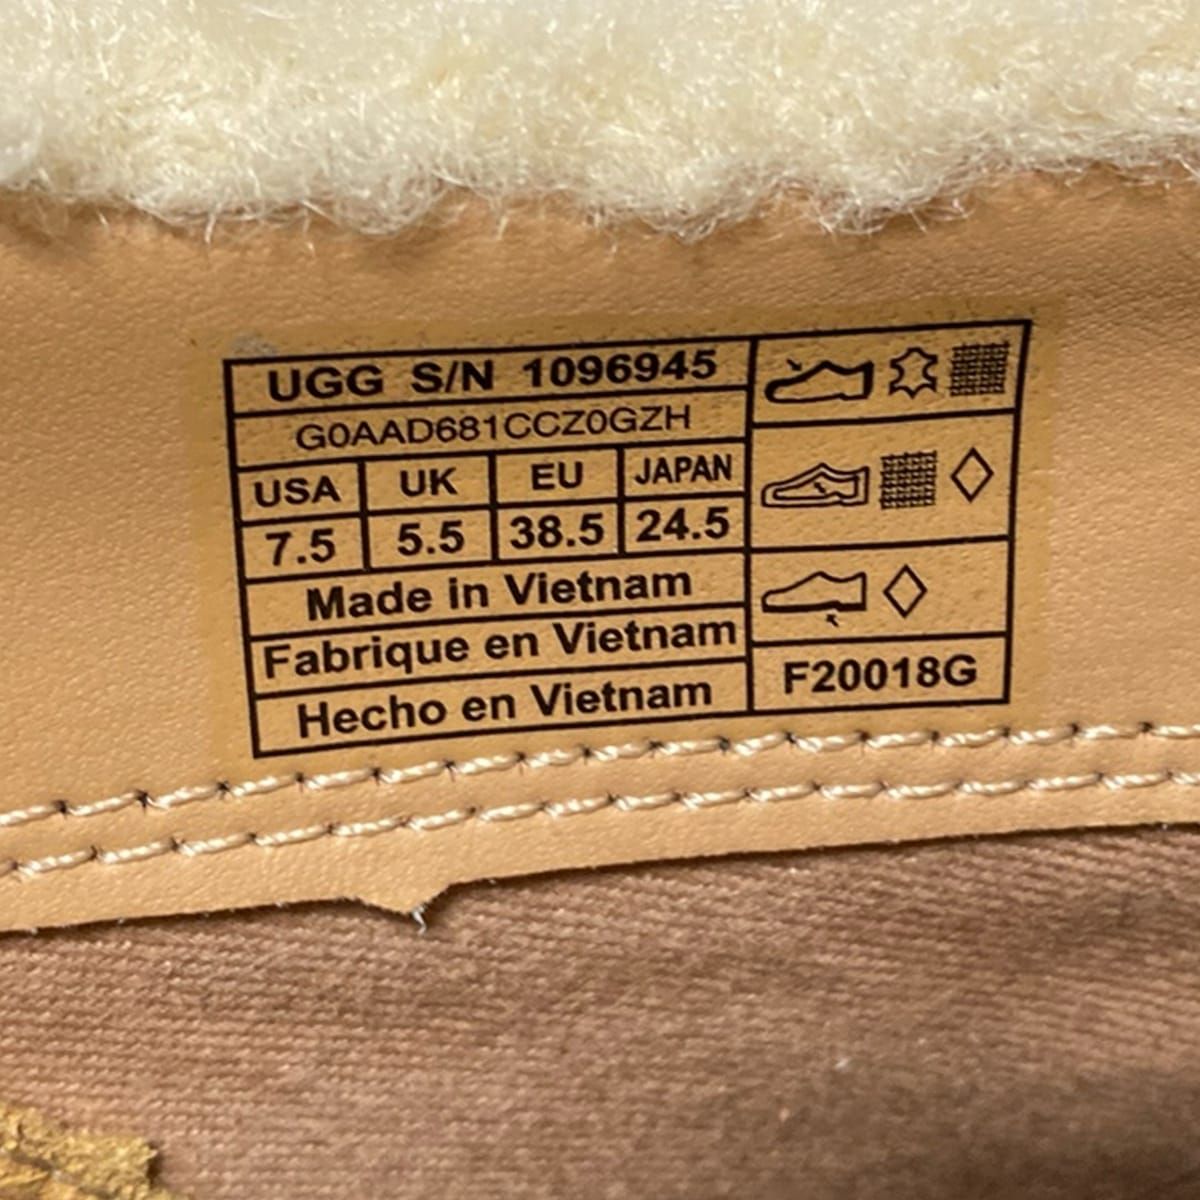 UGG S/N 1096945
G0AAD681CCZ0GZH
USA UK EU JAPAN
7.5 5.5 38.5 24.5
Made in Vietnam
Fabrique en Vietnam
Hecho en Vietnam
F20018G